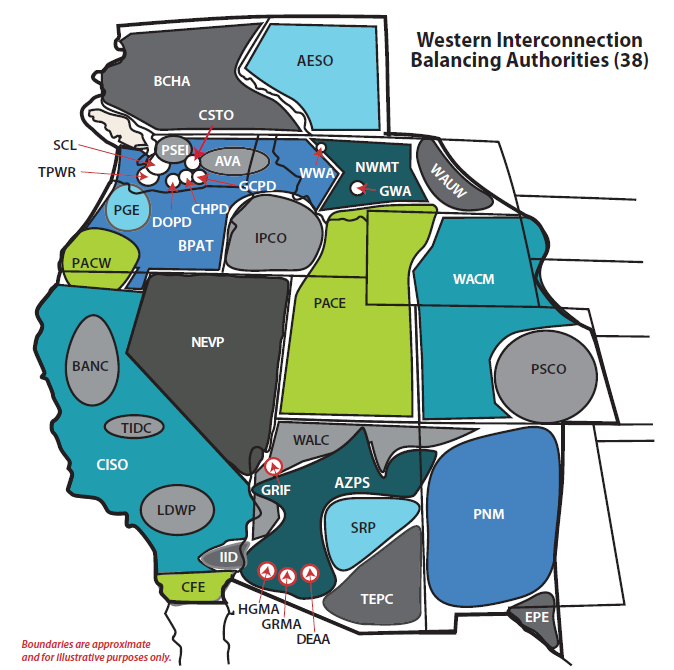 Western Interconnection
Balancing Authorities (38)
AESO
BCHA
CSTO
SCL
PSEI
TPWR
AVA
WWA
NWMT
GWA
WAUW
GCPD
CHPD
DOPD
PGE
BPAT
IPCO
PACW
WACM
PACE
NEVP
PSCO
BANC
TIDC
WALC
CISO
GRIF
AZPS
LDWP
SRP
PNM
IID
CFE
TEPC
HGMA
GRMA
DEAA
EPE
Boundaries are approximate
and for illustrative purposes only.